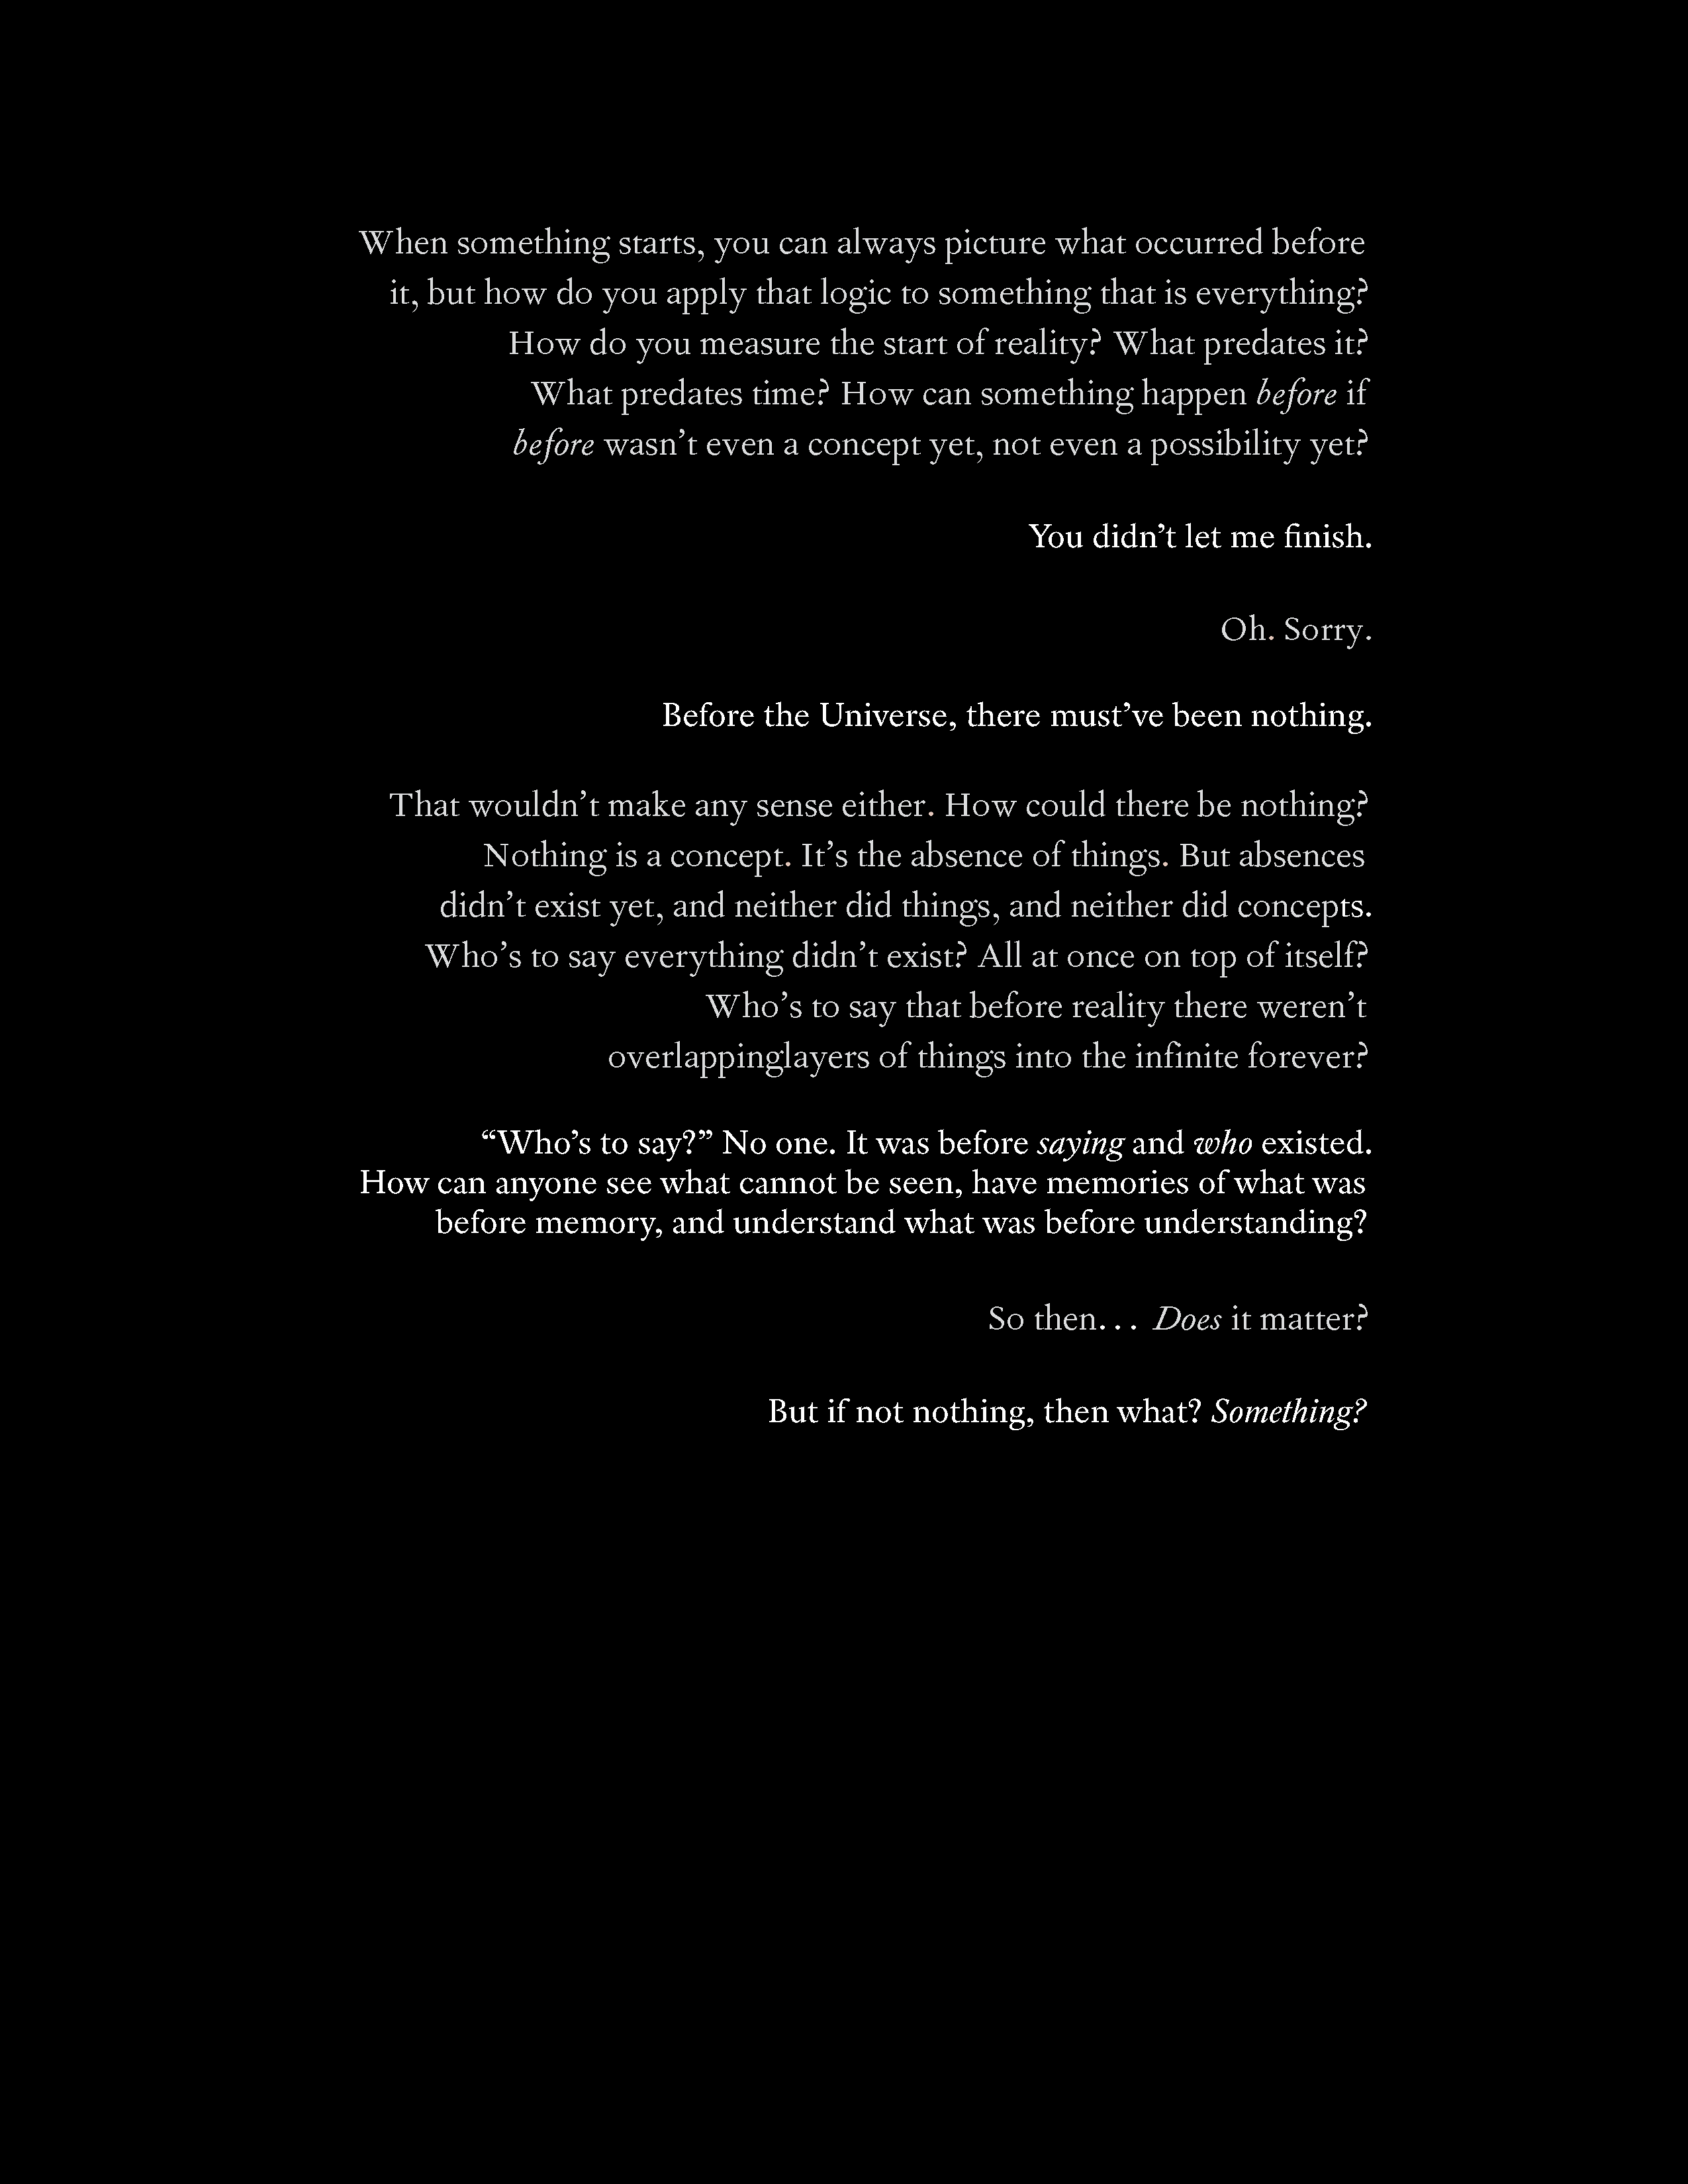 When something starts, you can always picture what occurred before
it, but how do you apply that logic to something that is everything?
How do you measure the start of reality? What predates it?
What predates time? How can something happen before if
before wasn’t even a concept yet, not even a possibility yet?
You didn’t let me finish.
Oh. Sorry.
Before the Universe, there must’ve been nothing.
That wouldn’t make any sense either. How could there be nothing?
Nothing is a concept. It’s the absence of things. But absences
didn’t exist yet, and neither did things, and neither did concepts.
Who’s to say everything didn’t exist? All at once on top of itself?
Who’s to say that before reality there weren’t
overlappinglayers of things into the infinite forever?
“Who’s to say?” No one. It was before saying and who existed.
How can anyone see what cannot be seen, have memories of what was
before memory, and understand what was before understanding?
So then... Does it matter?
But if not nothing, then what? Something?